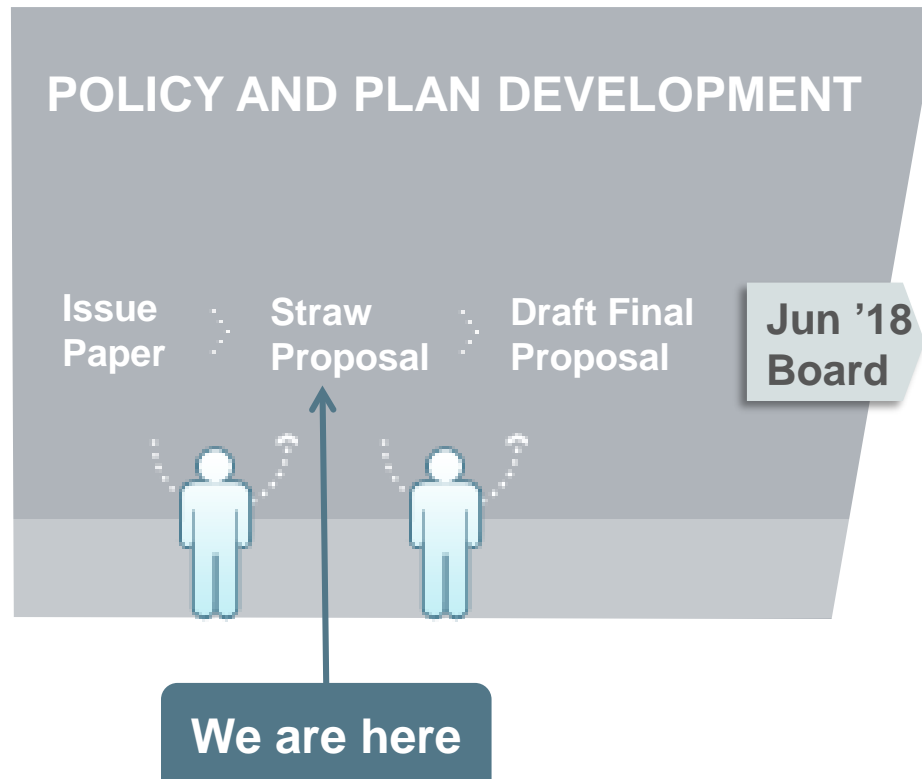 POLICY AND PLAN DEVELOPMENT
Issue
Paper
Straw
Proposal
Draft Final
Proposal
Jun ’18
Board
We are here